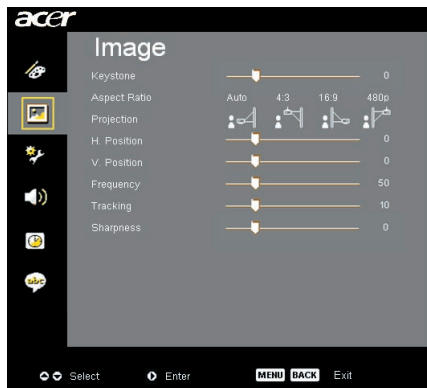 acer
Image
Keystone 0
Aspect Ratio Auto 4:3 16:9 480p
Projection
H. Position 0
V. Position 0
Frequency 50
Tracking 10
Sharpness 0
abc
Select Enter MENU BACK Exit